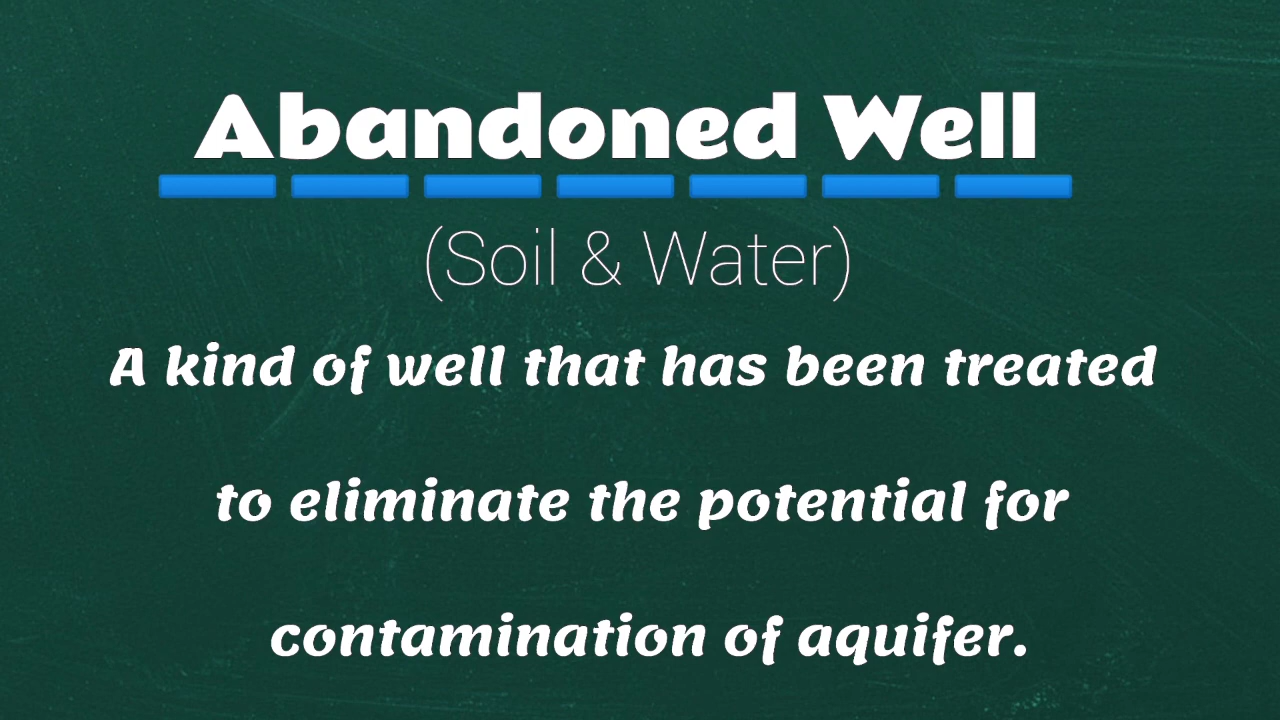 Abandoned Well
(Soil & Water)
A kind of well that has been treated
to eliminate the potential for
contamination of aquifer.